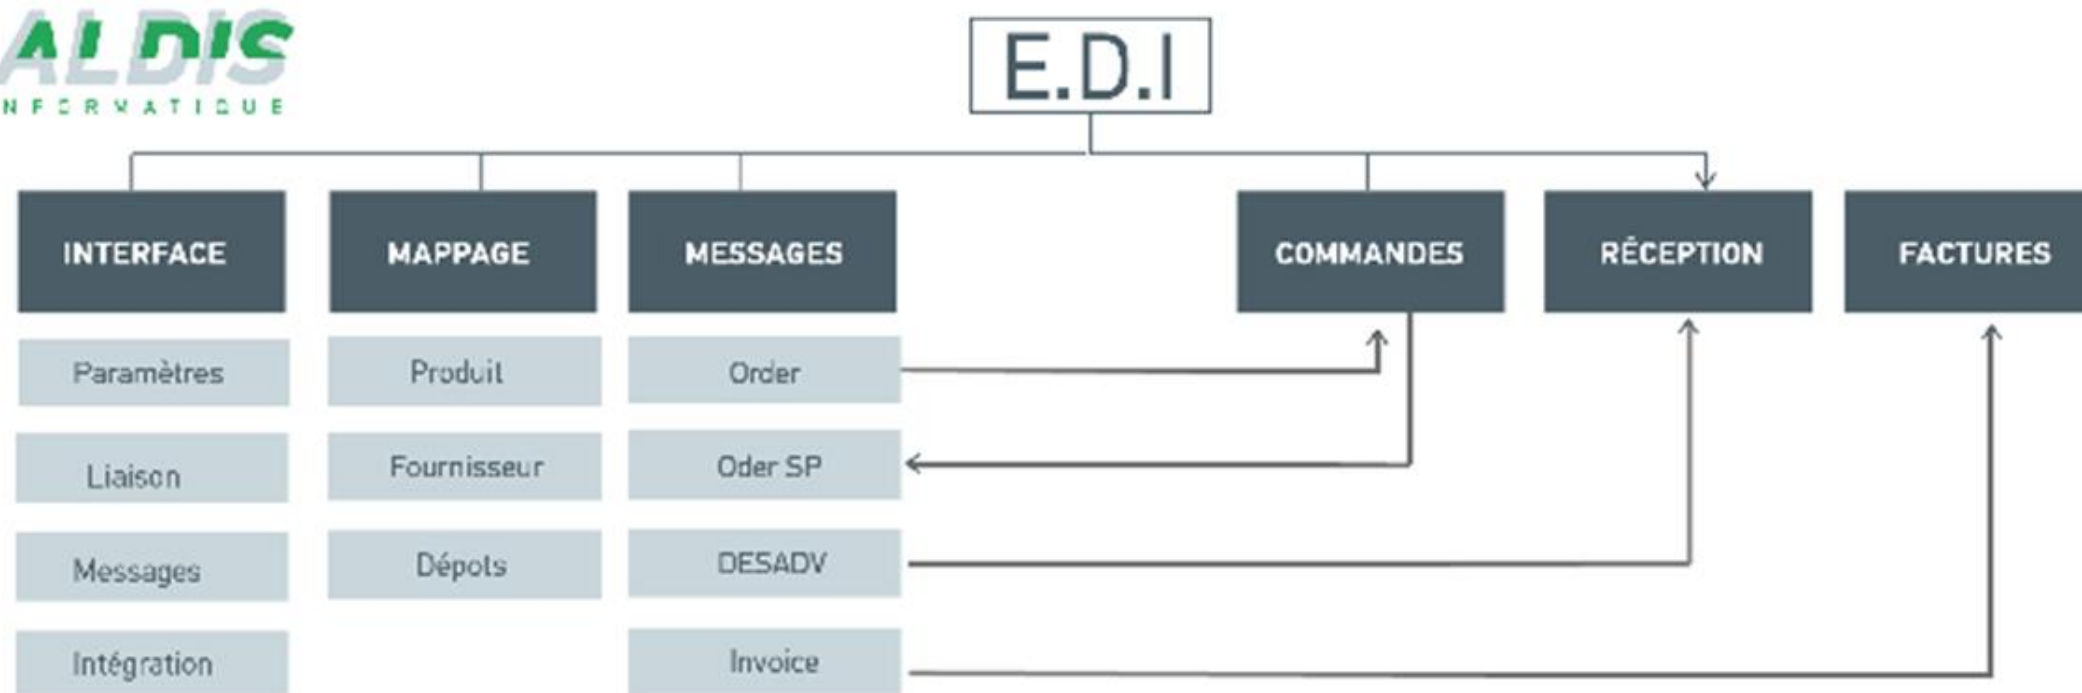 ALDIS
NFORMATIQUE
E.D.I
INTERFACE
MAPPAGE
MESSAGES
COMMANDES
RÉCEPTION
FACTURES
Paramètres
Produit
Order
Liaison
Fournisseur
Oder SP
Messages
Dépots
DESADV
Intégration
Invoice